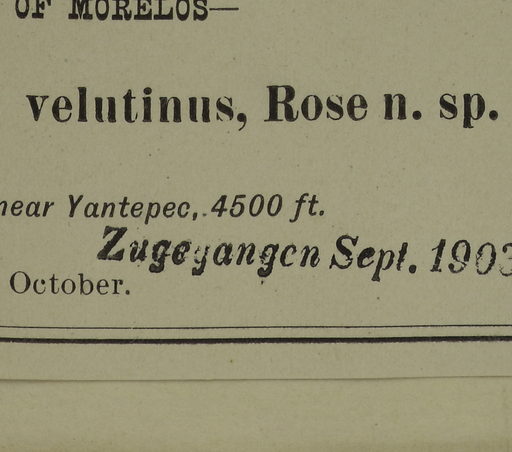 OF MORELOS—
velutinus, Rose n. sp.
near Yantepec, 4500 ft.
Zugegangen Sept. 1903
October.